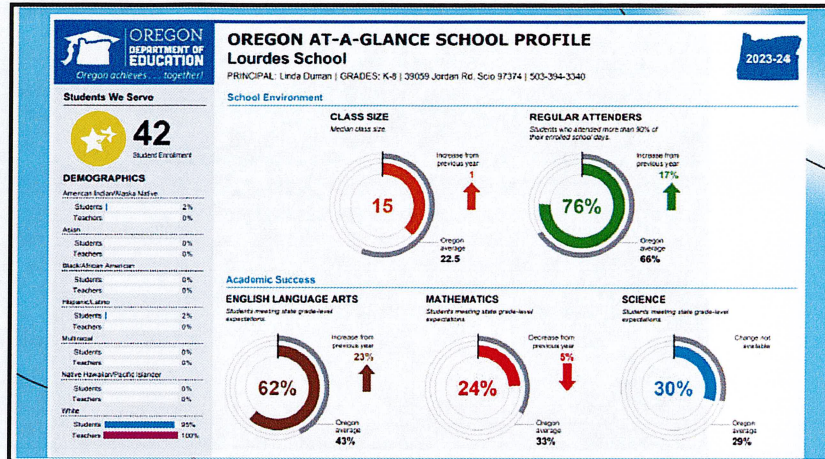 OREGON
DEPARTMENT OF
EDUCATION
Oregon achieves . . . together!
OREGON AT-A-GLANCE SCHOOL PROFILE
Lourdes School
PRINCIPAL: Linda Duman | GRADES: K-8 | 39059 Jordan Rd, Scio 97374 | 503-394-3340
2023-24
Students We Serve
42
Student Enrollment
DEMOGRAPHICS
American Indian/Alaska Native
Students 2%
Teachers 0%
Asian
Students 0%
Teachers 0%
Black/African American
Students 0%
Teachers 0%
Hispanic/Latino
Students 2%
Teachers 0%
Multiracial
Students 0%
Teachers 0%
Native Hawaiian/Pacific Islander
Students 0%
Teachers 0%
White
Students 95%
Teachers 100%
School Environment
CLASS SIZE
Median class size.
15
Increase from
previous year
1
Oregon
average
22.5
REGULAR ATTENDERS
Students who attended more than 90% of
their enrolled school days.
76%
Increase from
previous year
17%
Oregon
average
66%
Academic Success
ENGLISH LANGUAGE ARTS
Students meeting state grade-level
expectations.
62%
Increase from
previous year
23%
Oregon
average
43%
MATHEMATICS
Students meeting state grade-level
expectations.
24%
Decrease from
previous year
5%
Oregon
average
33%
SCIENCE
Students meeting state grade-level
expectations.
30%
Change not
available
Oregon
average
29%